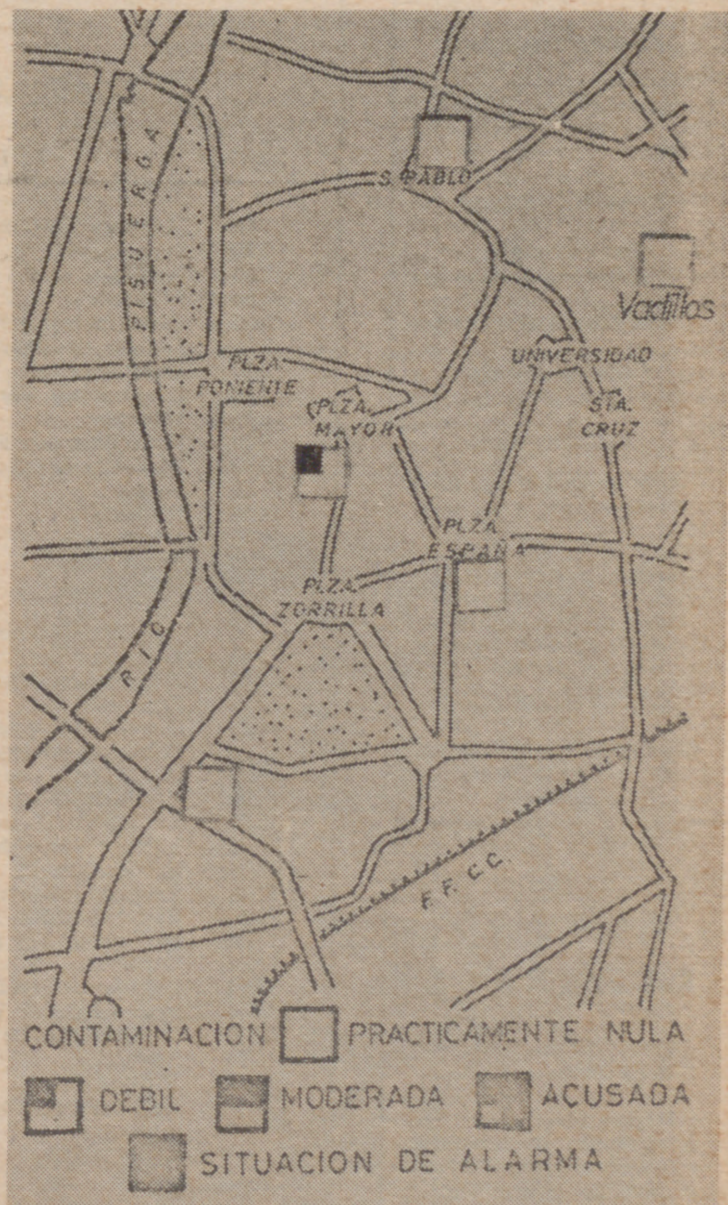 PISUERGA
S. PABLO
Vadillos
PLZA.
PONIENTE
UNIVERSIDAD
PLZA.
MAYOR
STA.
CRUZ
PLZA.
ESPAÑA
PLZA.
ZORRILLA
RIO
F.F.C.C.
CONTAMINACION PRACTICAMENTE NULA
DEBIL MODERADA ACUSADA
SITUACION DE ALARMA